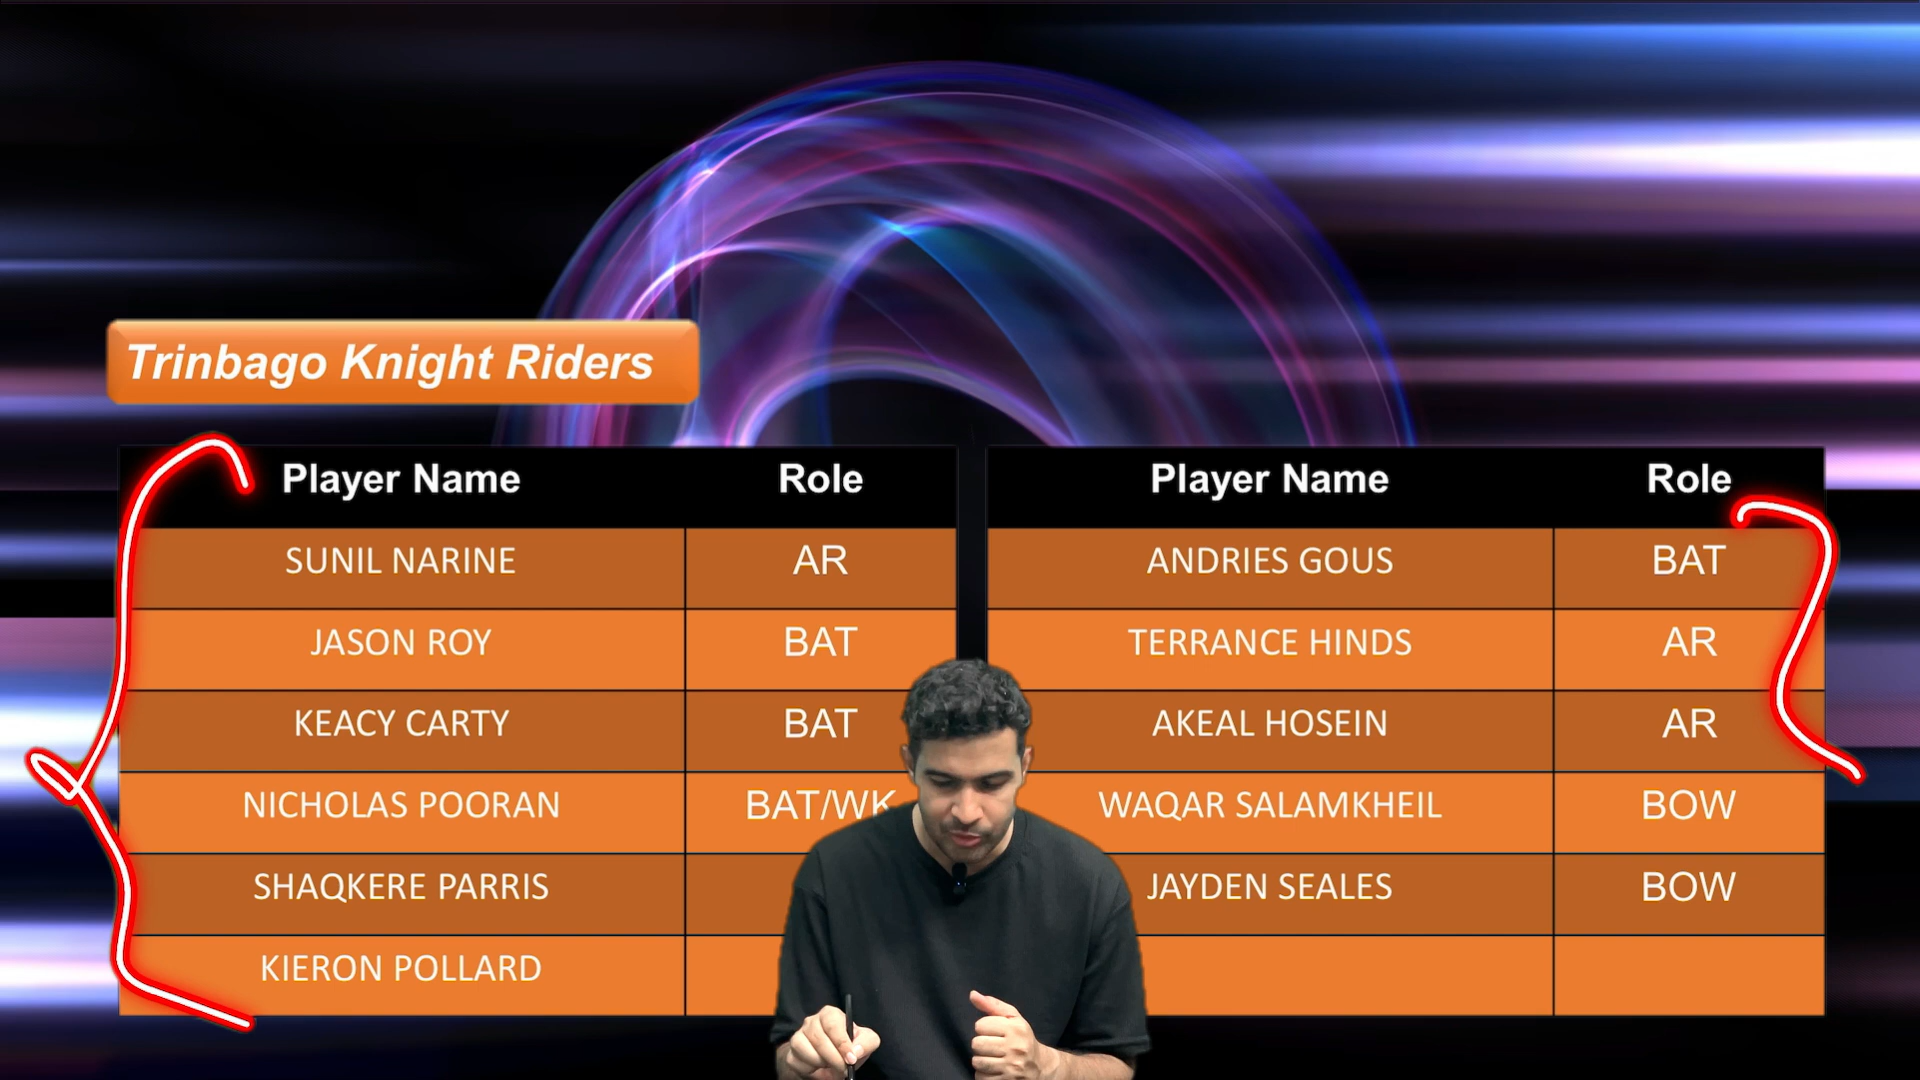 Trinbago Knight Riders
Player Name Role
SUNIL NARINE AR
JASON ROY BAT
KEACY CARTY BAT
NICHOLAS POORAN BAT/WK
SHAQKERE PARRIS
KIERON POLLARD
Player Name Role
ANDRIES GOUS BAT
TERRANCE HINDS AR
AKEAL HOSEIN AR
WAQAR SALAMKHEIL BOW
JAYDEN SEALES BOW